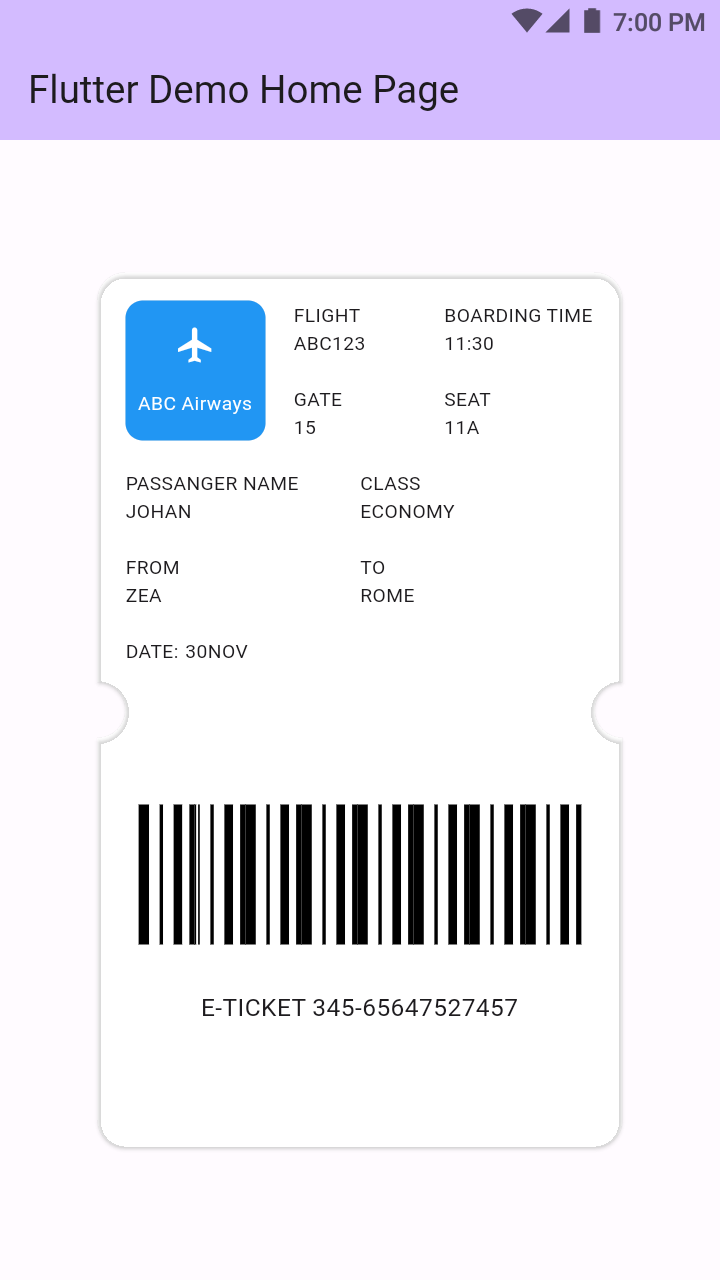 7:00 PM
Flutter Demo Home Page
ABC Airways
FLIGHT
ABC123
BOARDING TIME
11:30
GATE
15
SEAT
11A
PASSANGER NAME
JOHAN
CLASS
ECONOMY
FROM
ZEA
TO
ROME
DATE: 30NOV
E-TICKET 345-65647527457